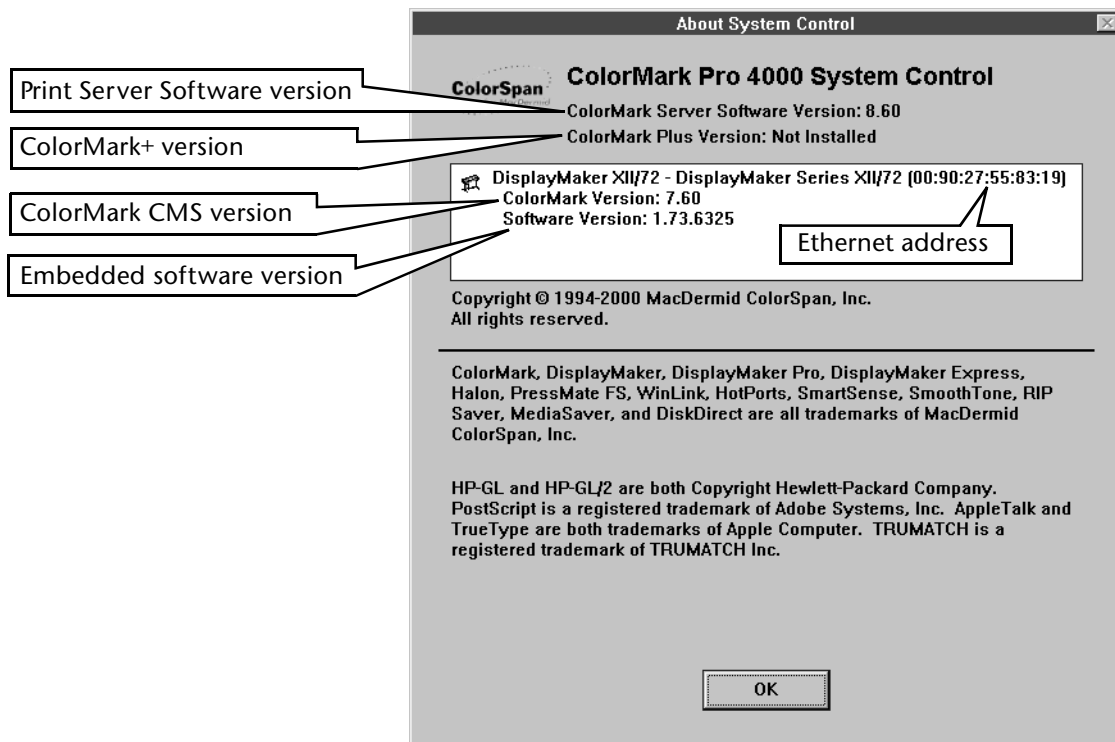 About System Control
Print Server Software version
ColorMark+ version
ColorMark CMS version
Embedded software version
ColorSpan
ColorMark Pro 4000 System Control
ColorMark Server Software Version: 8.60
ColorMark Plus Version: Not Installed
DisplayMaker XII/72 - DisplayMaker Series XII/72 (00:90:27:55:83:19)
ColorMark Version: 7.60
Software Version: 1.73.6325
Ethernet address
Copyright © 1994-2000 MacDermid ColorSpan, Inc.
All rights reserved.
ColorMark, DisplayMaker, DisplayMaker Pro, DisplayMaker Express,
Halon, PressMate FS, WinLink, HotPorts, SmartSense, SmoothTone, RIP
Saver, MediaSaver, and DiskDirect are all trademarks of MacDermid
ColorSpan, Inc.
HP-GL and HP-GL/2 are both Copyright Hewlett-Packard Company.
PostScript is a registered trademark of Adobe Systems, Inc.  AppleTalk and
TrueType are both trademarks of Apple Computer.  TRUMATCH is a
registered trademark of TRUMATCH Inc.
OK